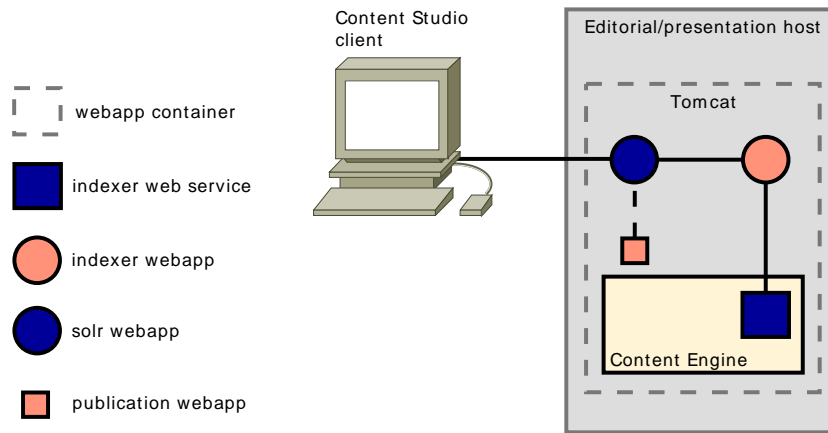 Content Studio
client
Editorial/presentation host
Tomcat
webapp container
indexer web service
indexer webapp
solr webapp
publication webapp
Content Engine